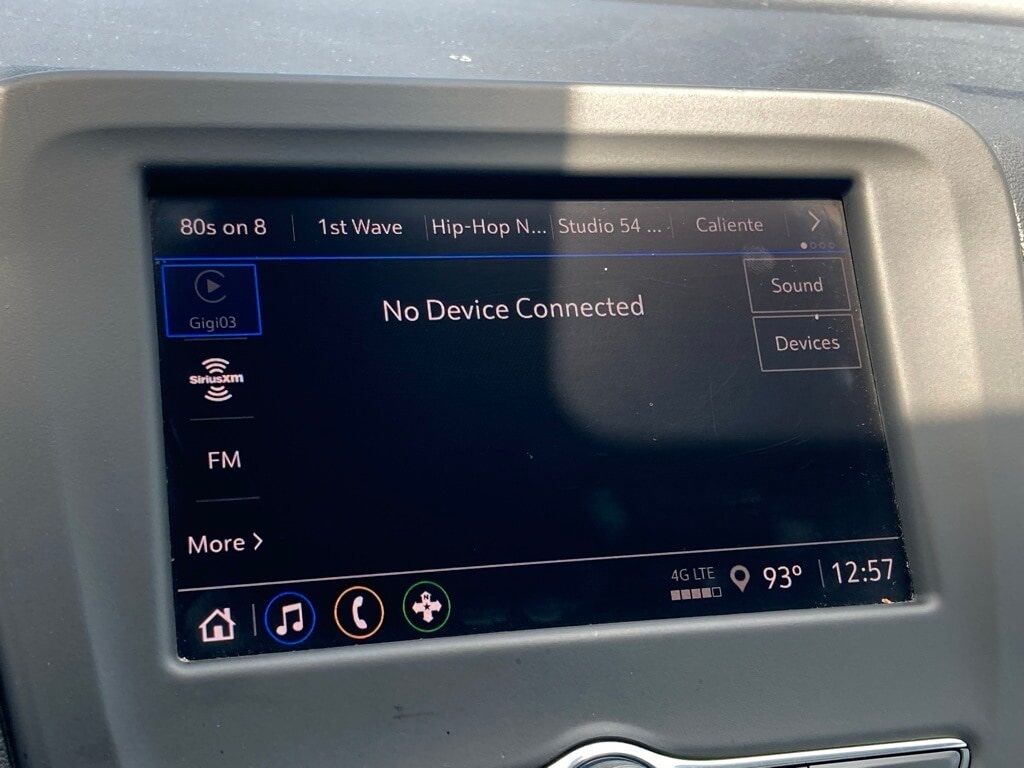 80s on 8 1st Wave Hip-Hop N... Studio 54 ... Caliente
Gigi03
No Device Connected
Sound
Devices
SiriusXM
FM
More
N
4G LTE 93° 12:57